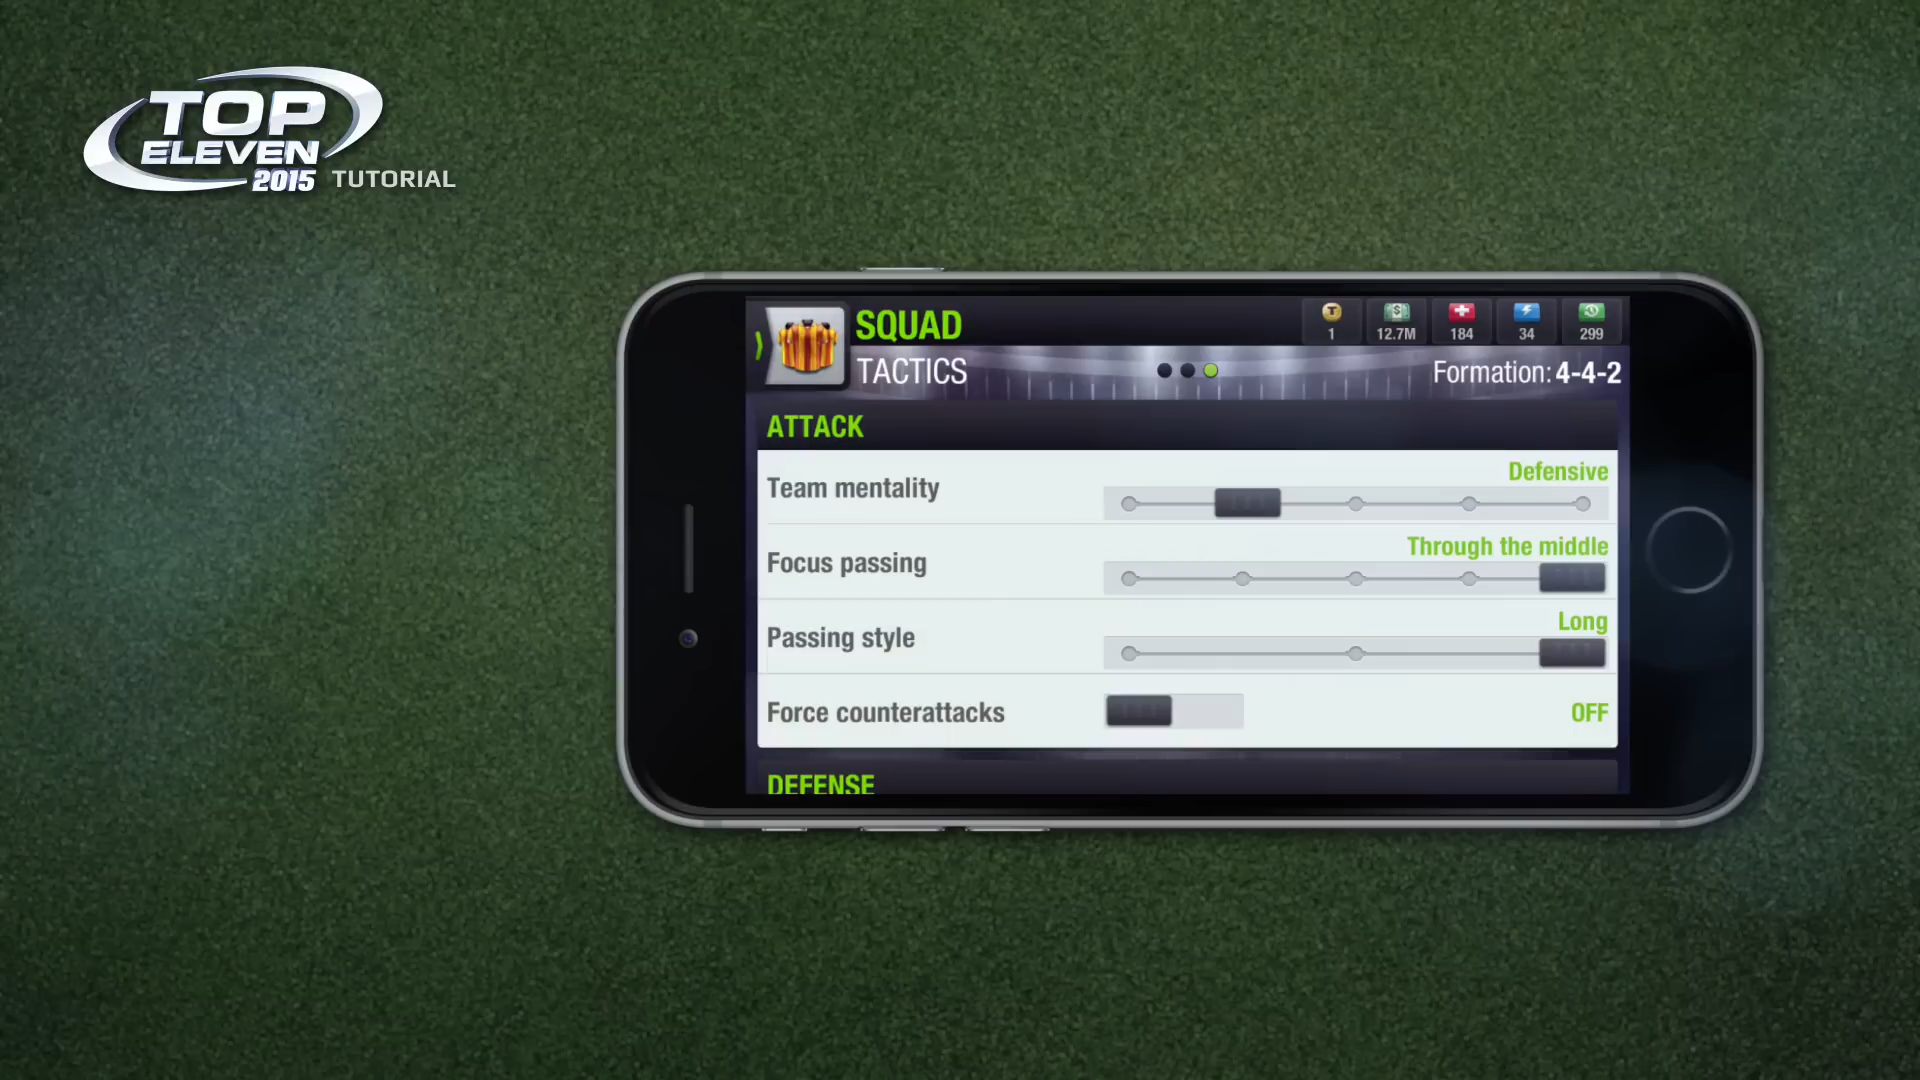 TOP
ELEVEN
2015 TUTORIAL
SQUAD
T
$
1
12.7M
184
34
299
TACTICS
Formation: 4-4-2
ATTACK
Team mentality
Defensive
Focus passing
Through the middle
Passing style
Long
Force counterattacks
OFF
DEFENSE